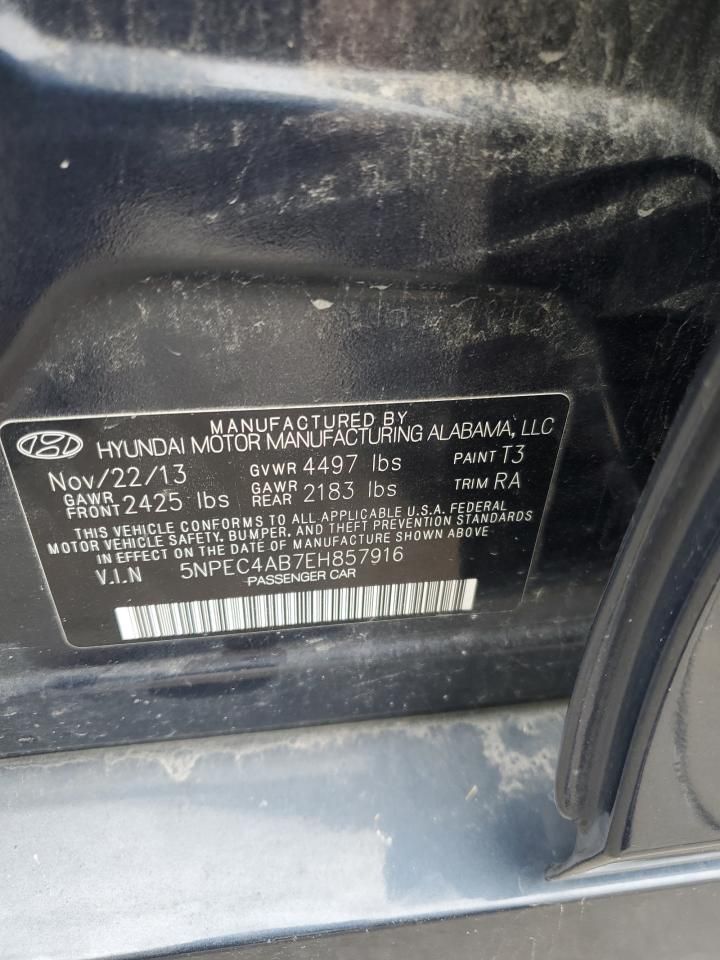 MANUFACTURED BY
HYUNDAI MOTOR MANUFACTURING ALABAMA, LLC
Nov/22/13 GVWR 4497 lbs PAINT T3
GAWR FRONT 2425 lbs GAWR REAR 2183 lbs TRIM RA
THIS VEHICLE CONFORMS TO ALL APPLICABLE U.S.A. FEDERAL
MOTOR VEHICLE SAFETY, BUMPER, AND THEFT PREVENTION STANDARDS
IN EFFECT ON THE DATE OF MANUFACTURE SHOWN ABOVE
V.I.N 5NPEC4AB7EH857916
PASSENGER CAR